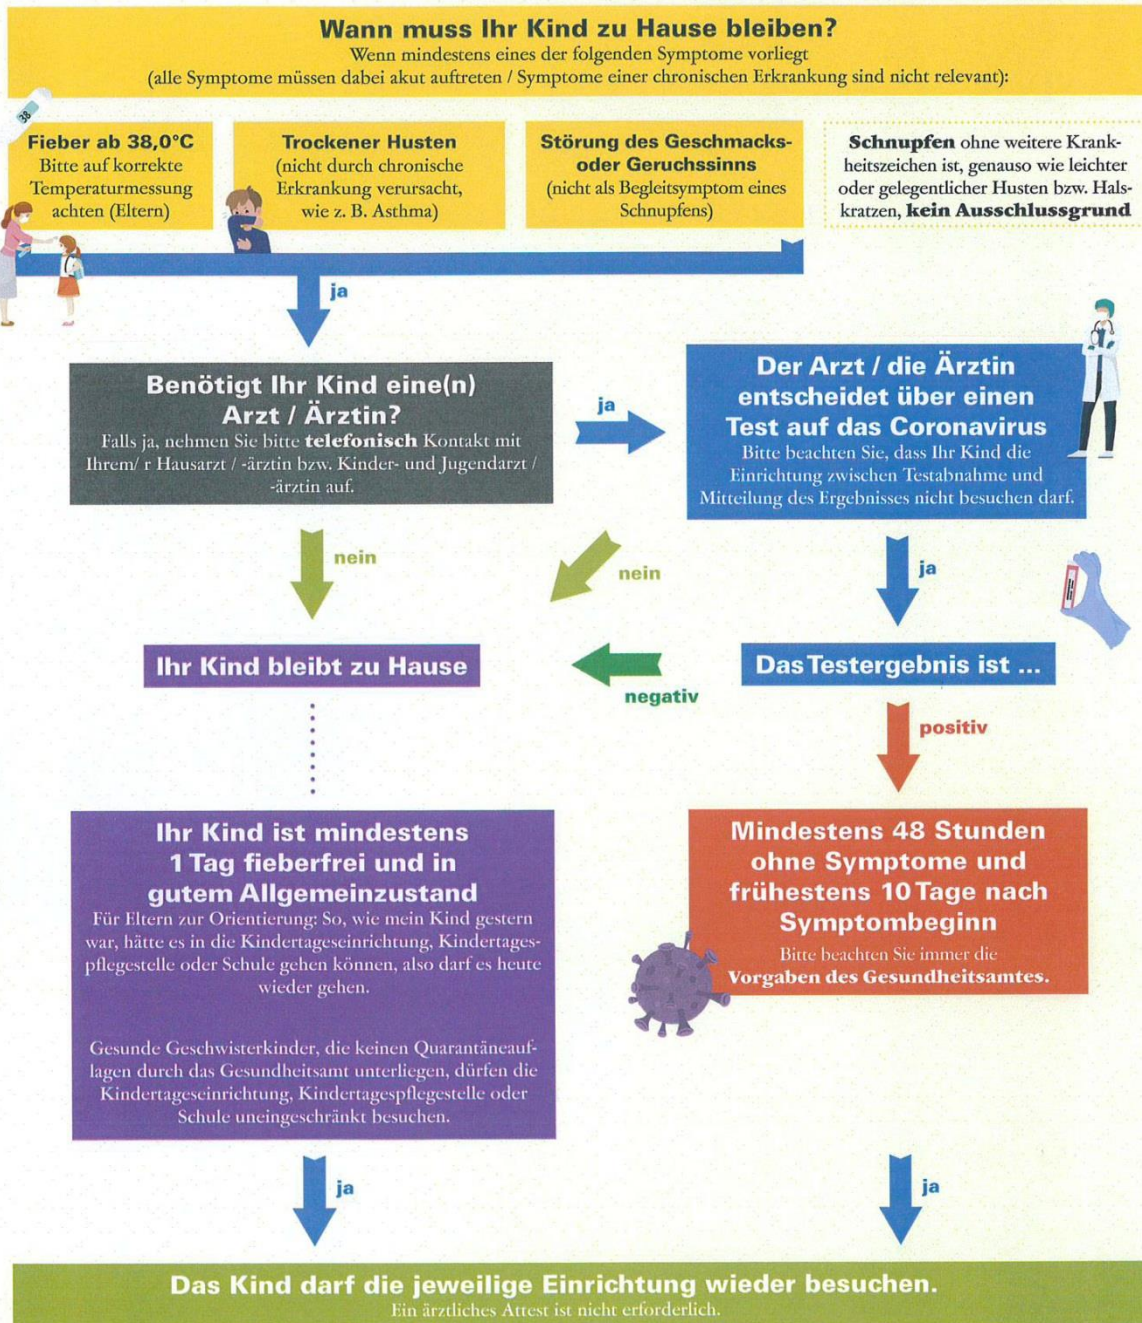 Wann muss Ihr Kind zu Hause bleiben?
Wenn mindestens eines der folgenden Symptome vorliegt
(alle Symptome müssen dabei akut auftreten / Symptome einer chronischen Erkrankung sind nicht relevant):
38
Fieber ab 38,0°C
Bitte auf korrekte
Temperaturmessung
achten (Eltern)
Trockener Husten
(nicht durch chronische
Erkrankung verursacht,
wie z. B. Asthma)
Störung des Geschmacks-
oder Geruchssinns
(nicht als Begleitsymptom eines
Schnupfens)
Schnupfen ohne weitere Krank-
heitszeichen ist, genauso wie leichter
oder gelegentlicher Husten bzw. Hals-
kratzen, kein Ausschlussgrund
ja
Benötigt Ihr Kind eine(n)
Arzt / Ärztin?
Falls ja, nehmen Sie bitte telefonisch Kontakt mit
Ihrem/ r Hausarzt / -ärztin bzw. Kinder- und Jugendarzt /
-ärztin auf.
ja
Der Arzt / die Ärztin
entscheidet über einen
Test auf das Coronavirus
Bitte beachten Sie, dass Ihr Kind die
Einrichtung zwischen Testabnahme und
Mitteilung des Ergebnisses nicht besuchen darf.
nein
nein
ja
Ihr Kind bleibt zu Hause
negativ
Das Testergebnis ist ...
positiv
Ihr Kind ist mindestens
1 Tag fieberfrei und in
gutem Allgemeinzustand
Für Eltern zur Orientierung: So, wie mein Kind gestern
war, hätte es in die Kindertageseinrichtung, Kindertages-
pflegestelle oder Schule gehen können, also darf es heute
wieder gehen.
Gesunde Geschwisterkinder, die keinen Quarantäneauf-
lagen durch das Gesundheitsamt unterliegen, dürfen die
Kindertageseinrichtung, Kindertagespflegestelle oder
Schule uneingeschränkt besuchen.
Mindestens 48 Stunden
ohne Symptome und
frühestens 10 Tage nach
Symptombeginn
Bitte beachten Sie immer die
Vorgaben des Gesundheitsamtes.
ja
ja
Das Kind darf die jeweilige Einrichtung wieder besuchen.
Ein ärztliches Attest ist nicht erforderlich.